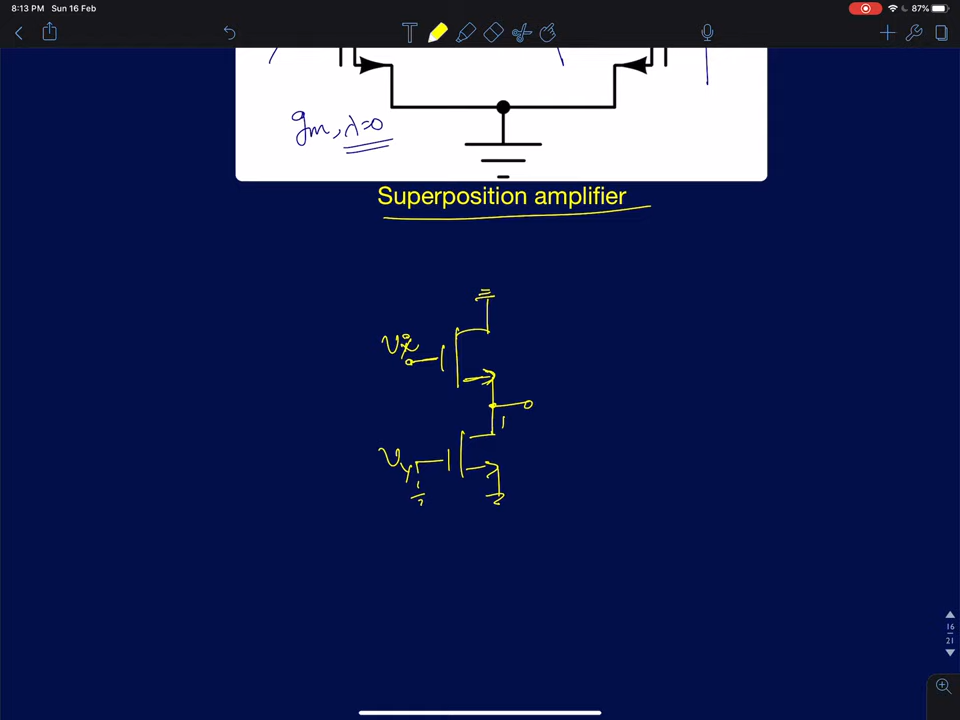 8:13 PM Sun 16 Feb 87%
gm, λ=0
Superposition amplifier
Vx
Vy
16
21